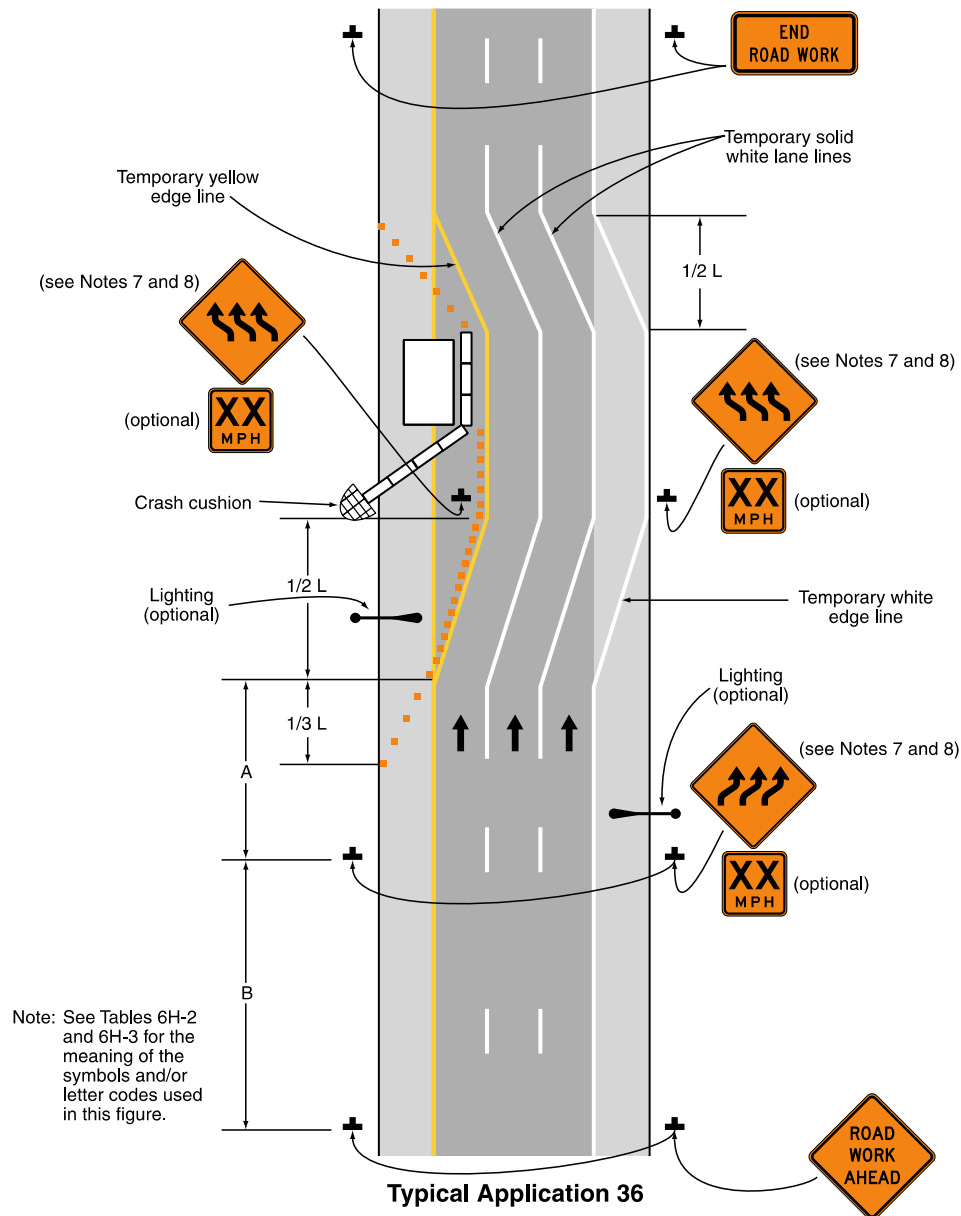 END
ROAD WORK
Temporary solid
white lane lines
Temporary yellow
edge line
1/2 L
(see Notes 7 and 8)
(see Notes 7 and 8)
XX
MPH
(optional)
XX
MPH
(optional)
Crash cushion
1/2 L
Lighting
(optional)
Temporary white
edge line
Lighting
(optional)
1/3 L
A
(see Notes 7 and 8)
XX
MPH
(optional)
B
Note: See Tables 6H-2
and 6H-3 for the
meaning of the
symbols and/or
letter codes used
in this figure.
ROAD
WORK
AHEAD
Typical Application 36